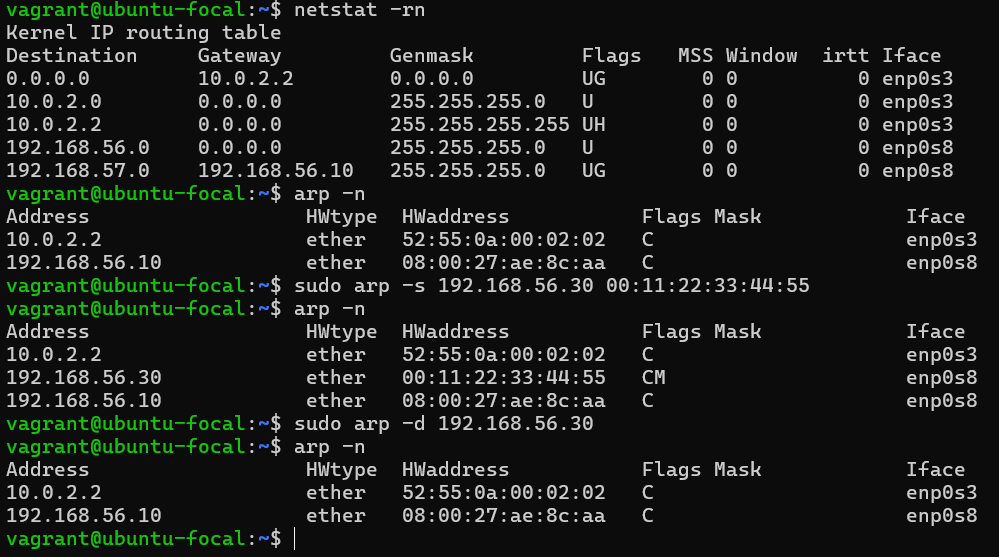 vagrant@ubuntu-focal:~$ netstat -rn
Kernel IP routing table
Destination     Gateway         Genmask         Flags   MSS Window  irtt Iface
0.0.0.0         10.0.2.2        0.0.0.0         UG        0 0          0 enp0s3
10.0.2.0        0.0.0.0         255.255.255.0   U         0 0          0 enp0s3
10.0.2.2        0.0.0.0         255.255.255.255 UH        0 0          0 enp0s3
192.168.56.0    0.0.0.0         255.255.255.0   U         0 0          0 enp0s8
192.168.57.0    192.168.56.10   255.255.255.0   UG        0 0          0 enp0s8
vagrant@ubuntu-focal:~$ arp -n
Address                  HWtype  HWaddress           Flags Mask            Iface
10.0.2.2                 ether   52:55:0a:00:02:02   C                     enp0s3
192.168.56.10            ether   08:00:27:ae:8c:aa   C                     enp0s8
vagrant@ubuntu-focal:~$ sudo arp -s 192.168.56.30 00:11:22:33:44:55
vagrant@ubuntu-focal:~$ arp -n
Address                  HWtype  HWaddress           Flags Mask            Iface
10.0.2.2                 ether   52:55:0a:00:02:02   C                     enp0s3
192.168.56.30            ether   00:11:22:33:44:55   CM                    enp0s8
192.168.56.10            ether   08:00:27:ae:8c:aa   C                     enp0s8
vagrant@ubuntu-focal:~$ sudo arp -d 192.168.56.30
vagrant@ubuntu-focal:~$ arp -n
Address                  HWtype  HWaddress           Flags Mask            Iface
10.0.2.2                 ether   52:55:0a:00:02:02   C                     enp0s3
192.168.56.10            ether   08:00:27:ae:8c:aa   C                     enp0s8
vagrant@ubuntu-focal:~$